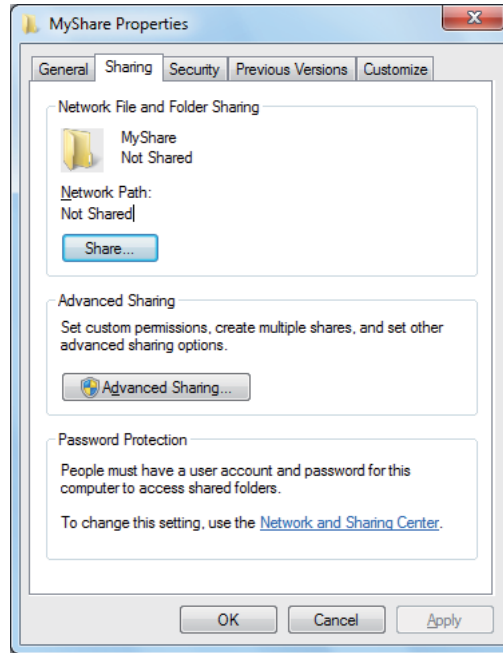 MyShare Properties
General Sharing Security Previous Versions Customize
Network File and Folder Sharing
MyShare
Not Shared
Network Path:
Not Shared
Share...
Advanced Sharing
Set custom permissions, create multiple shares, and set other
advanced sharing options.
Advanced Sharing...
Password Protection
People must have a user account and password for this
computer to access shared folders.
To change this setting, use the Network and Sharing Center.
OK Cancel Apply